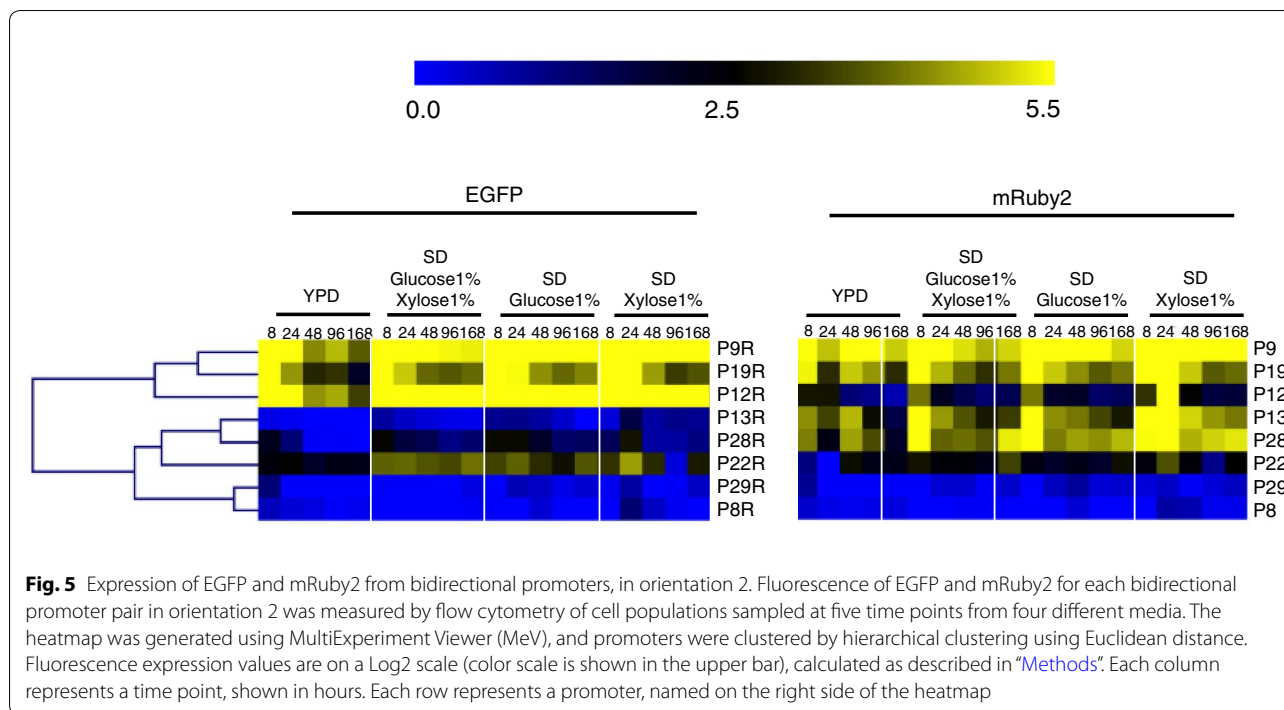 0.0 2.5 5.5
EGFP mRuby2
YPD
SD
Glucose1%
Xylose1%
SD
Glucose1%
SD
Xylose1%
YPD
SD
Glucose1%
Xylose1%
SD
Glucose1%
SD
Xylose1%
8 24 48 96 168 8 24 48 96 168 8 24 48 96 168 8 24 48 96 168
8 24 48 96 168 8 24 48 96 168 8 24 48 96 168 8 24 48 96 168
P9R P9
P19R P19
P12R P12
P13R P13
P28R P28
P22R P22
P29R P29
P8R P8
Fig. 5 Expression of EGFP and mRuby2 from bidirectional promoters, in orientation 2. Fluorescence of EGFP and mRuby2 for each bidirectional
promoter pair in orientation 2 was measured by flow cytometry of cell populations sampled at five time points from four different media. The
heatmap was generated using MultiExperiment Viewer (MeV), and promoters were clustered by hierarchical clustering using Euclidean distance.
Fluorescence expression values are on a Log2 scale (color scale is shown in the upper bar), calculated as described in “Methods”. Each column
represents a time point, shown in hours. Each row represents a promoter, named on the right side of the heatmap